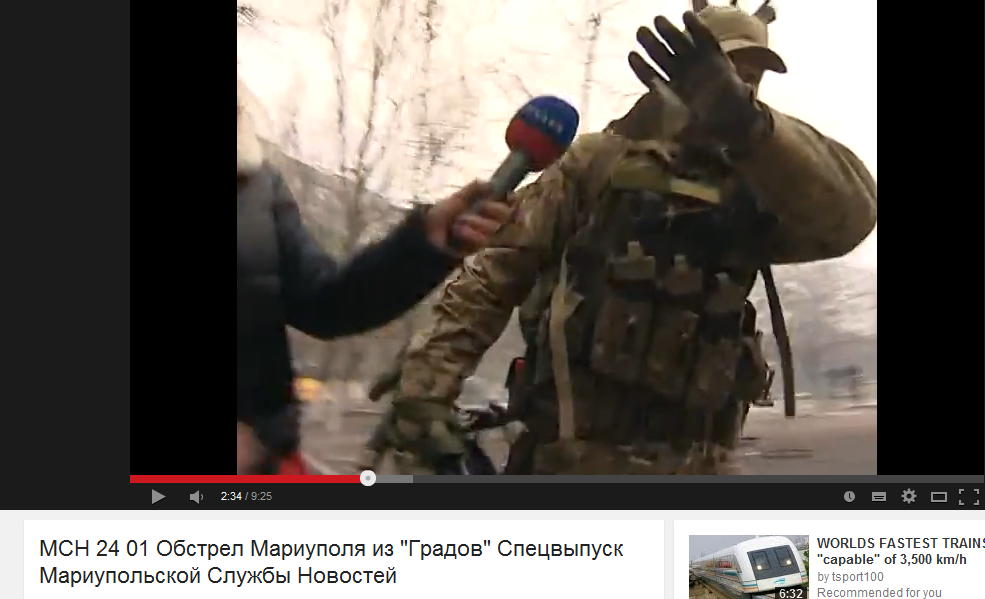 2:34 / 9:25
МСН 24 01 Обстрел Мариуполя из "Градов" Спецвыпуск
Мариупольской Службы Новостей
WORLDS FASTEST TRAINS
"capable" of 3,500 km/h
by tsport100
Recommended for you
6:32